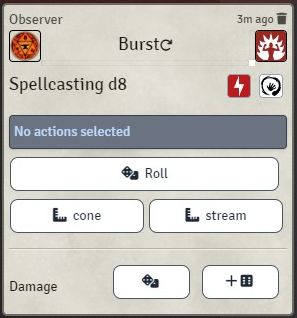 Observer
3m ago
Burst
Spellcasting d8
No actions selected
Roll
cone
stream
Damage
+